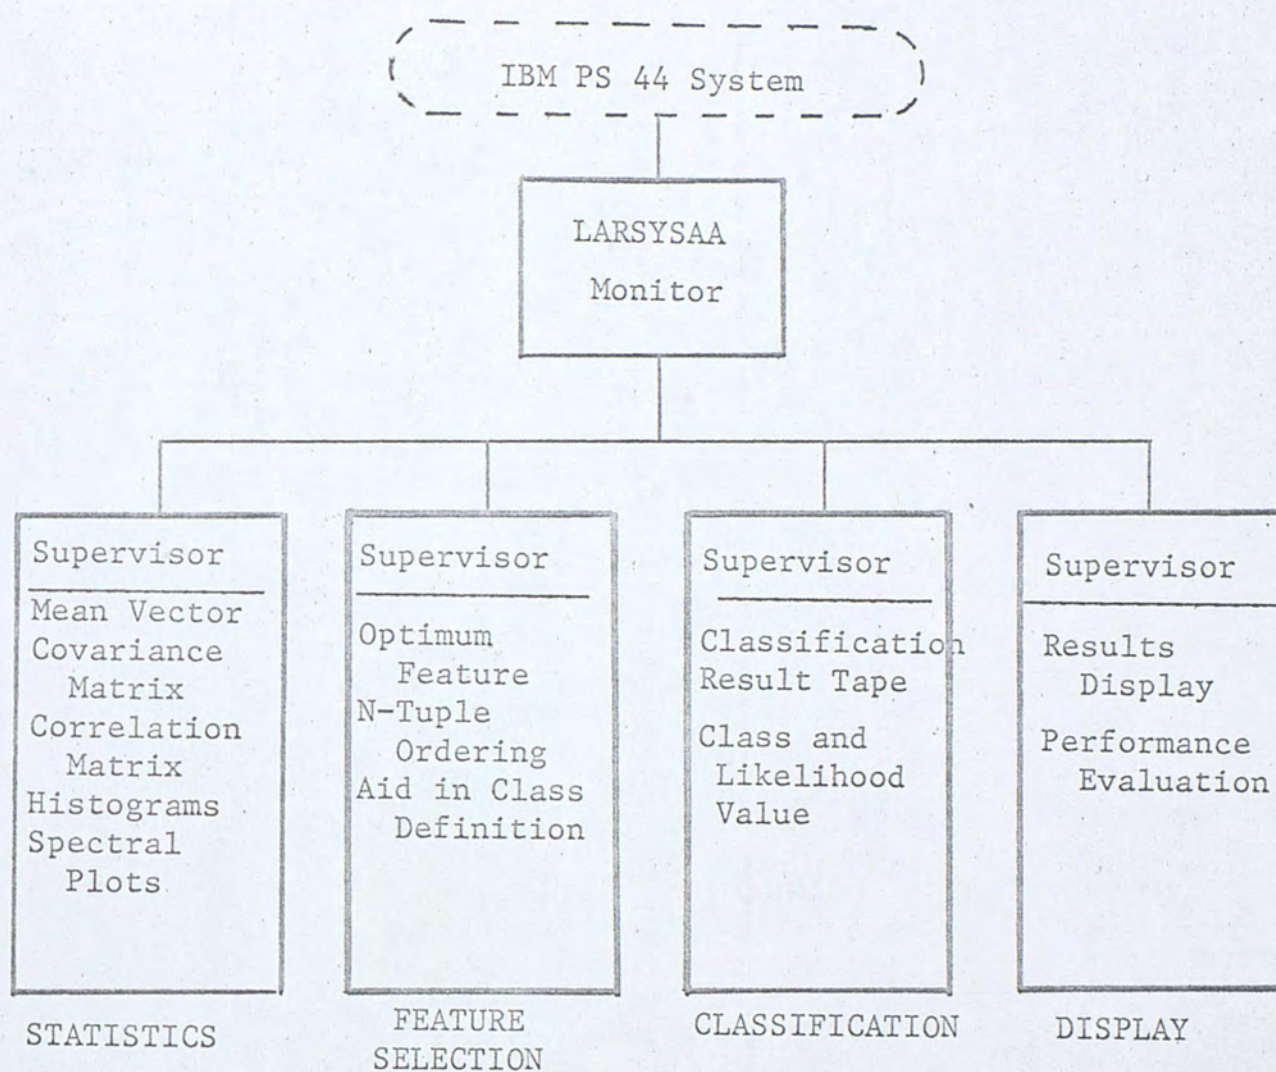 IBM PS 44 System
LARSYSAA
Monitor
Supervisor
Mean Vector
Covariance
Matrix
Correlation
Matrix
Histograms
Spectral
Plots
STATISTICS
Supervisor
Optimum
Feature
N-Tuple
Ordering
Aid in Class
Definition
FEATURE
SELECTION
Supervisor
Classification
Result Tape
Class and
Likelihood
Value
CLASSIFICATION
Supervisor
Results
Display
Performance
Evaluation
DISPLAY